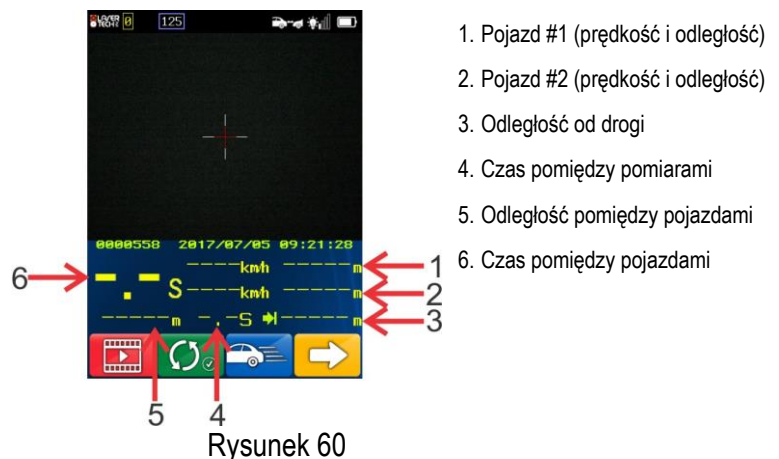 LASER TECH 0 125
1. Pojazd #1 (prędkość i odległość)
2. Pojazd #2 (prędkość i odległość)
3. Odległość od drogi
4. Czas pomiędzy pomiarami
5. Odległość pomiędzy pojazdami
6. Czas pomiędzy pojazdami
0000558 2017/07/05 09:21:28
-.- S
----km/h -----m
----km/h -----m
-----m -.-S -----m
1
2
3
6
5 4
Rysunek 60